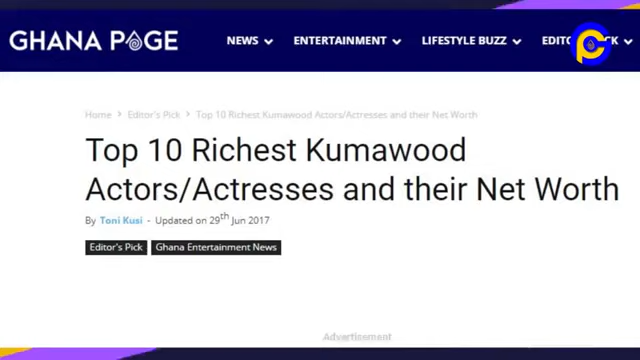 GHANA PAGE
NEWS ENTERTAINMENT LIFESTYLE BUZZ
Home > Editor's Pick > Top 10 Richest Kumawood Actors/Actresses and their Net Worth
Top 10 Richest Kumawood
Actors/Actresses and their Net Worth
By Toni Kusi - Updated on 29th Jun 2017
Editor's Pick Ghana Entertainment News
Advertisement